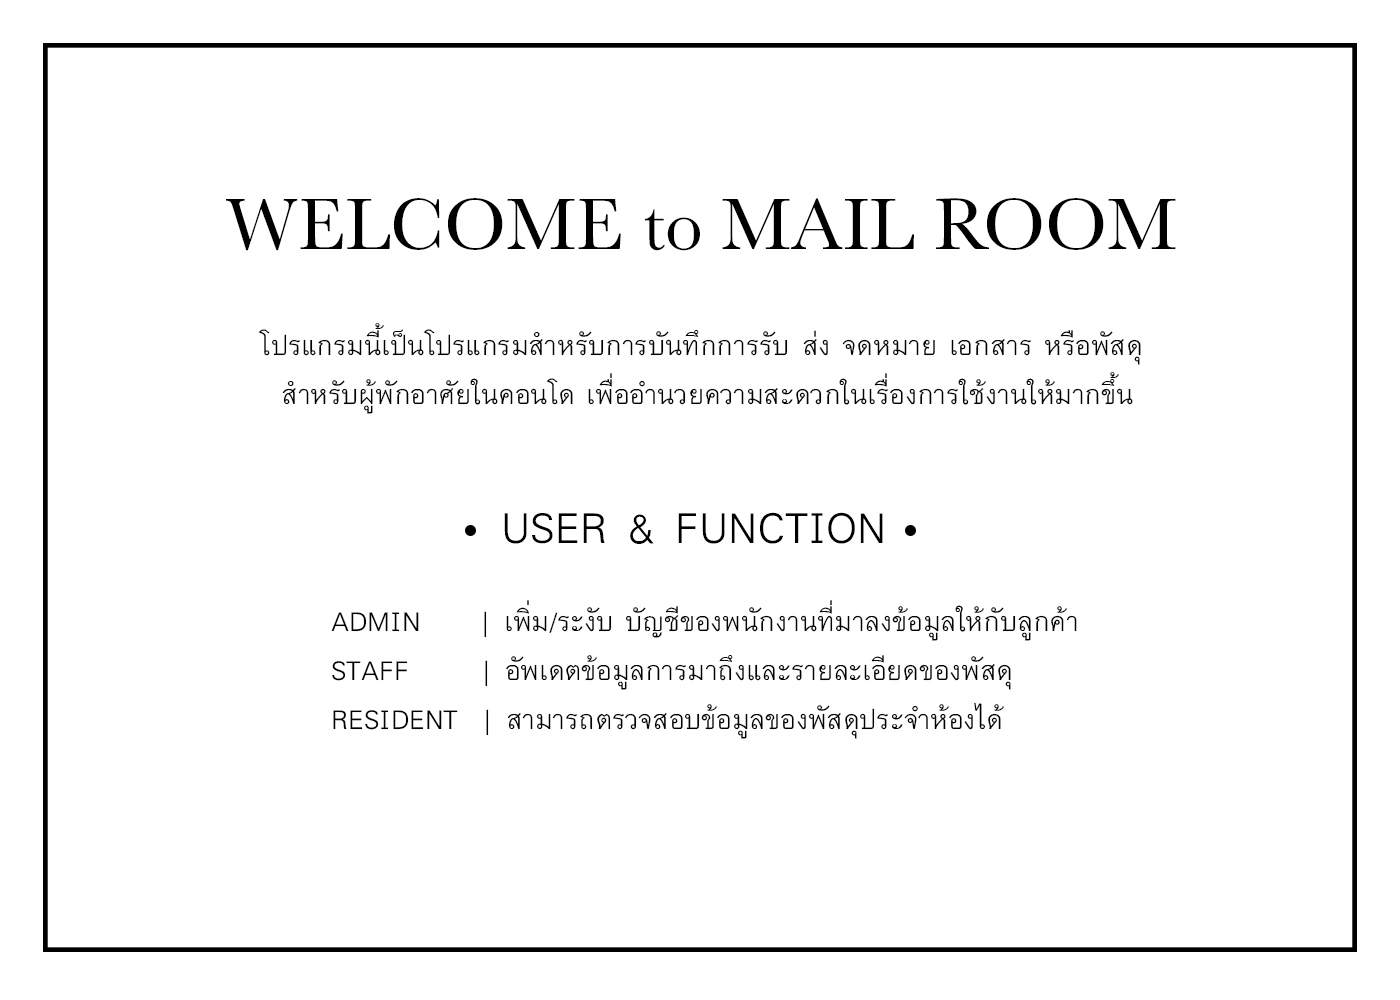 WELCOME to MAIL ROOM
โปรแกรมนี้เป็นโปรแกรมสำหรับการบันทึกการรับ ส่ง จดหมาย เอกสาร หรือพัสดุ
สำหรับผู้พักอาศัยในคอนโด เพื่ออำนวยความสะดวกในเรื่องการใช้งานให้มากขึ้น
• USER & FUNCTION •
ADMIN | เพิ่ม/ระงับ บัญชีของพนักงานที่มาลงข้อมูลให้กับลูกค้า
STAFF | อัพเดตข้อมูลการมาถึงและรายละเอียดของพัสดุ
RESIDENT | สามารถตรวจสอบข้อมูลของพัสดุประจำห้องได้